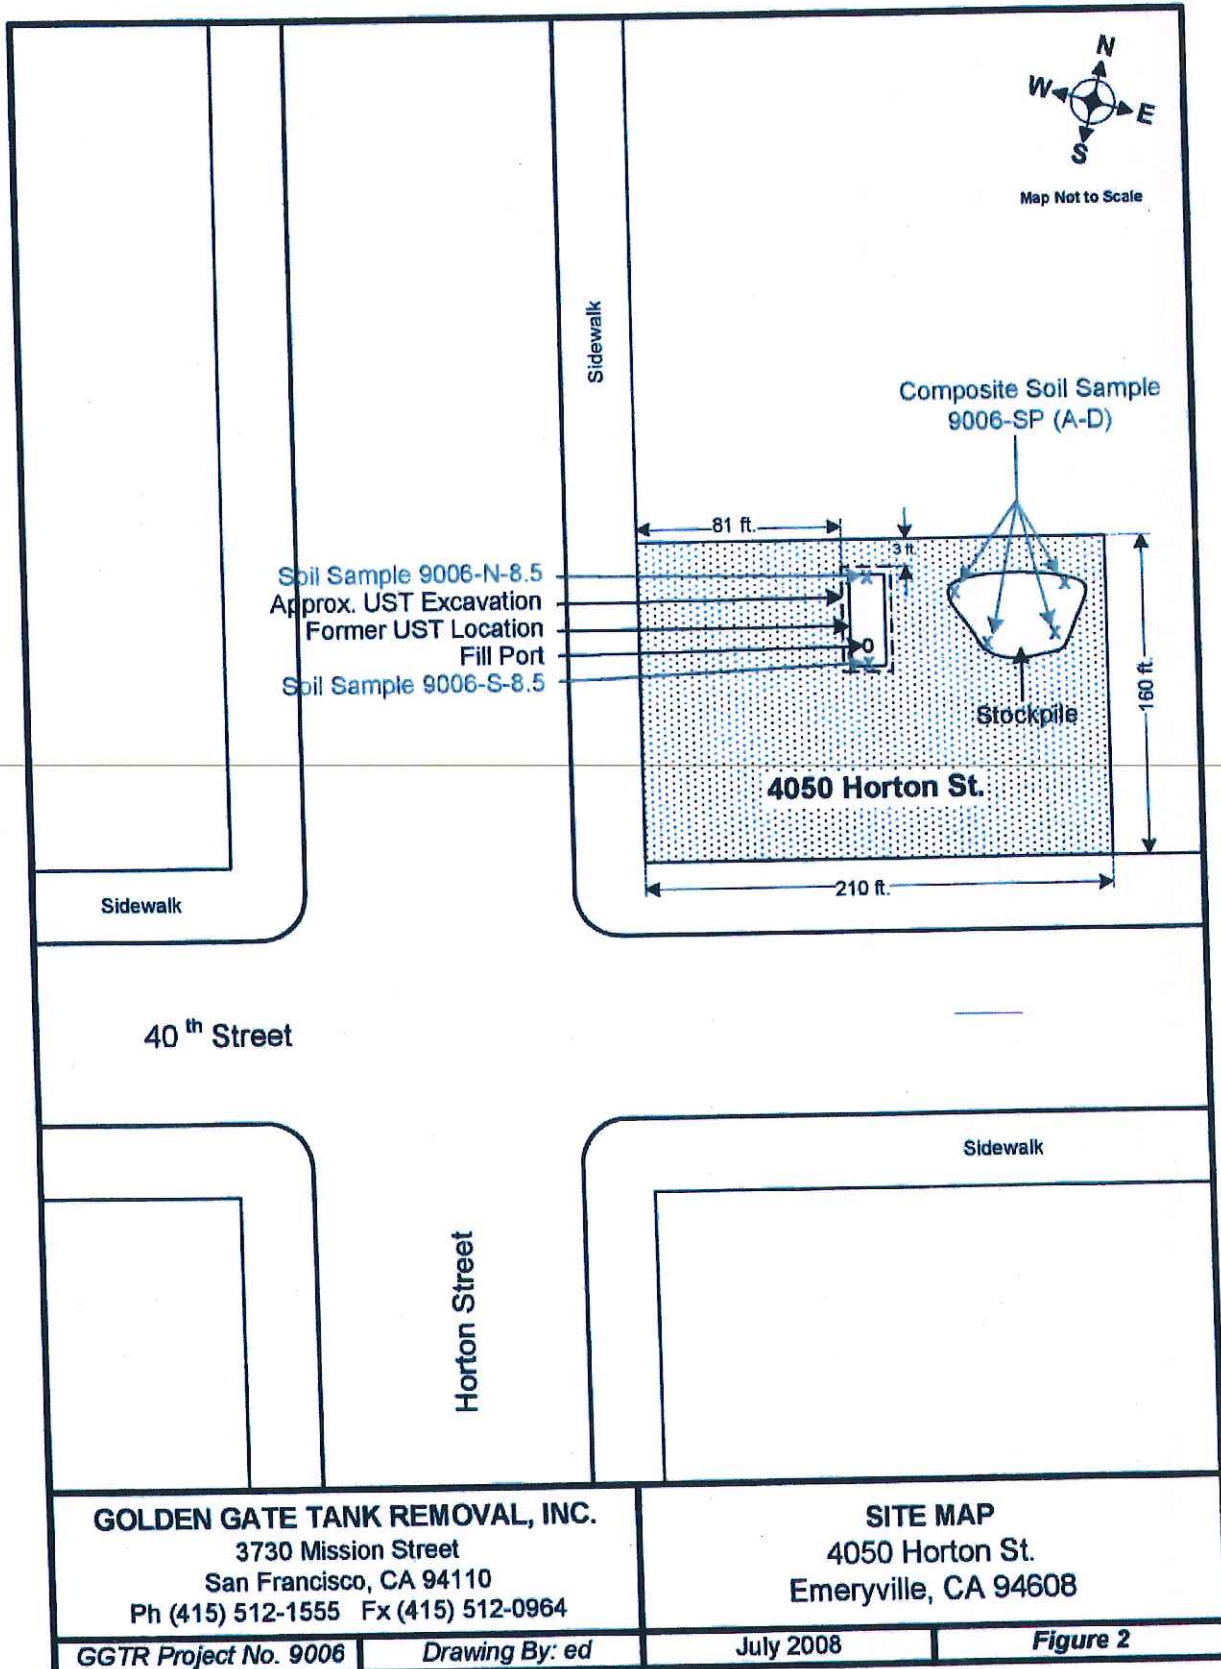 N
W
E
S
Map Not to Scale
Sidewalk
Composite Soil Sample
9006-SP (A-D)
81 ft.
3 ft
Soil Sample 9006-N-8.5
Approx. UST Excavation
Former UST Location
Fill Port
Soil Sample 9006-S-8.5
x
O
x
x
x
x
x
Stockpile
160 ft.
4050 Horton St.
210 ft.
Sidewalk
40th Street
Sidewalk
Horton Street
GOLDEN GATE TANK REMOVAL, INC.
3730 Mission Street
San Francisco, CA 94110
Ph (415) 512-1555 Fx (415) 512-0964
SITE MAP
4050 Horton St.
Emeryville, CA 94608
GGTR Project No. 9006
Drawing By: ed
July 2008
Figure 2